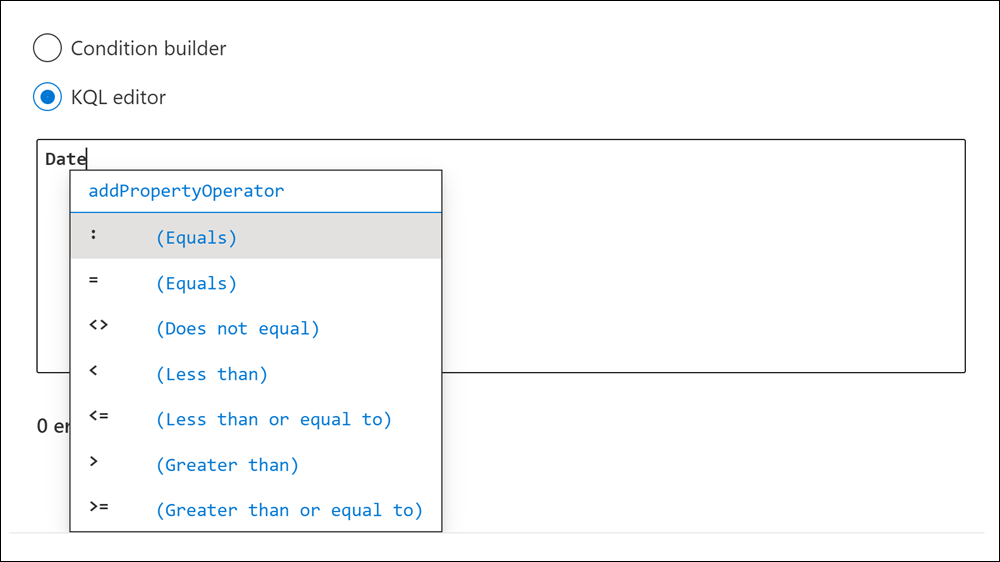 Condition builder
KQL editor
Date
addPropertyOperator
: (Equals)
= (Equals)
<> (Does not equal)
< (Less than)
<= (Less than or equal to)
0 er
> (Greater than)
>= (Greater than or equal to)